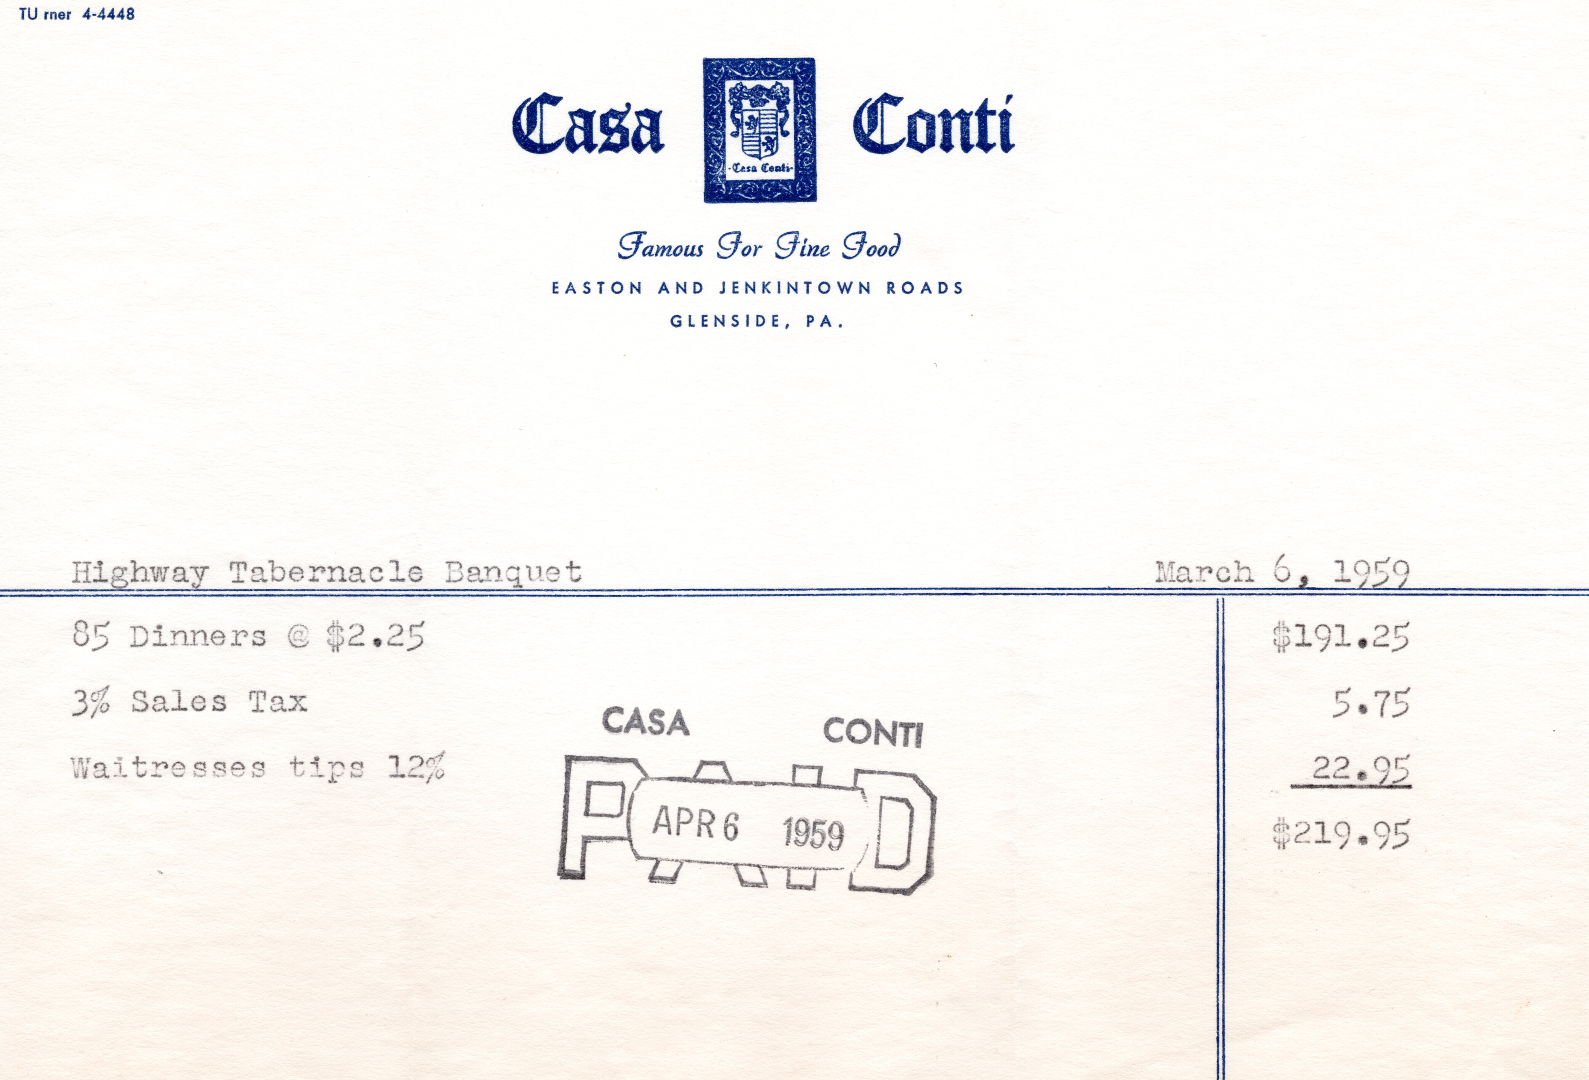 TU rner 4-4448
Casa Conti
-Casa Conti-
Famous For Fine Food
EASTON AND JENKINTOWN ROADS
GLENSIDE, PA.
Highway Tabernacle Banquet March 6, 1959
85 Dinners @ $2.25 $191.25
3% Sales Tax 5.75
Waitresses tips 12% 22.95
$219.95
CASA CONTI
PAID
APR 6 1959